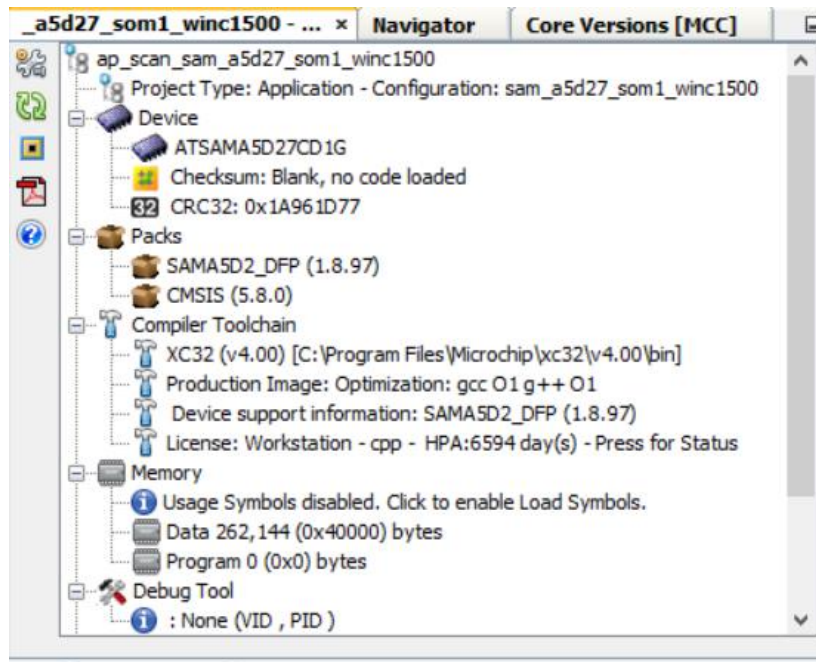 _a5d27_som1_winc1500 - ... × Navigator Core Versions [MCC]
ap_scan_sam_a5d27_som1_winc1500
Project Type: Application - Configuration: sam_a5d27_som1_winc1500
Device
ATSAMA5D27CD1G
Checksum: Blank, no code loaded
32 CRC32: 0x1A961D77
Packs
SAMA5D2_DFP (1.8.97)
CMSIS (5.8.0)
Compiler Toolchain
XC32 (v4.00) [C:\Program Files\Microchip\xc32\v4.00\bin]
Production Image: Optimization: gcc O1 g++ O1
Device support information: SAMA5D2_DFP (1.8.97)
License: Workstation - cpp - HPA:6594 day(s) - Press for Status
Memory
Usage Symbols disabled. Click to enable Load Symbols.
Data 262,144 (0x40000) bytes
Program 0 (0x0) bytes
Debug Tool
: None (VID , PID )